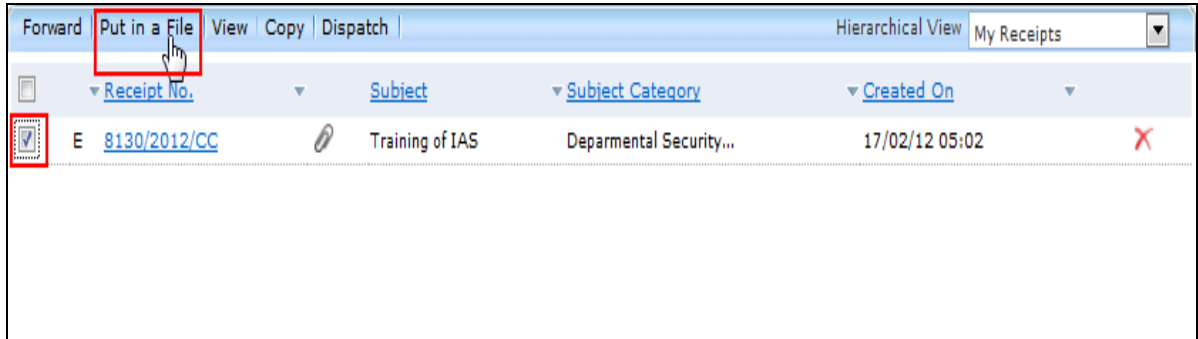 Forward | Put in a File | View | Copy | Dispatch | Hierarchical View My Receipts
Receipt No. Subject Subject Category Created On
E 8130/2012/CC Training of IAS Deparmental Security... 17/02/12 05:02